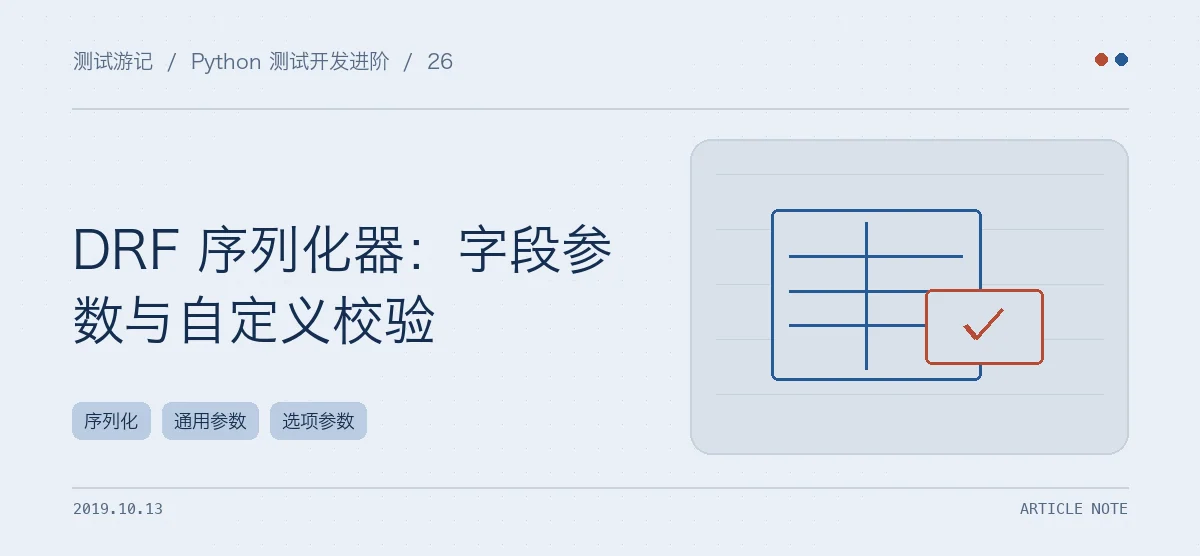 测试游记 / Python 测试开发进阶 / 26
DRF 序列化器：字段参
数与自定义校验
序列化 通用参数 选项参数
2019.10.13
ARTICLE NOTE